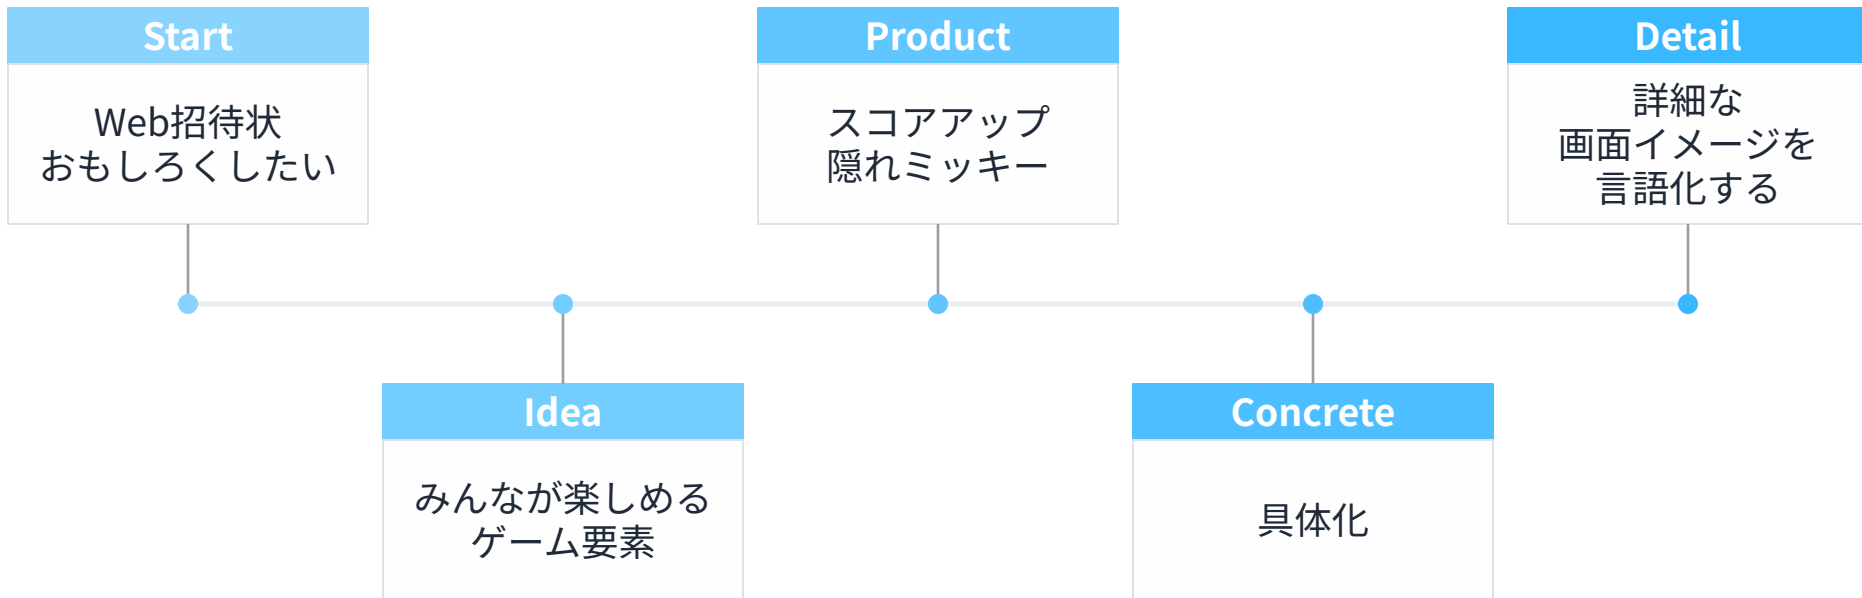 Start
Web招待状
おもしろくしたい
Idea
みんなが楽しめる
ゲーム要素
Product
スコアアップ
隠れミッキー
Concrete
具体化
Detail
詳細な
画面イメージを
言語化する